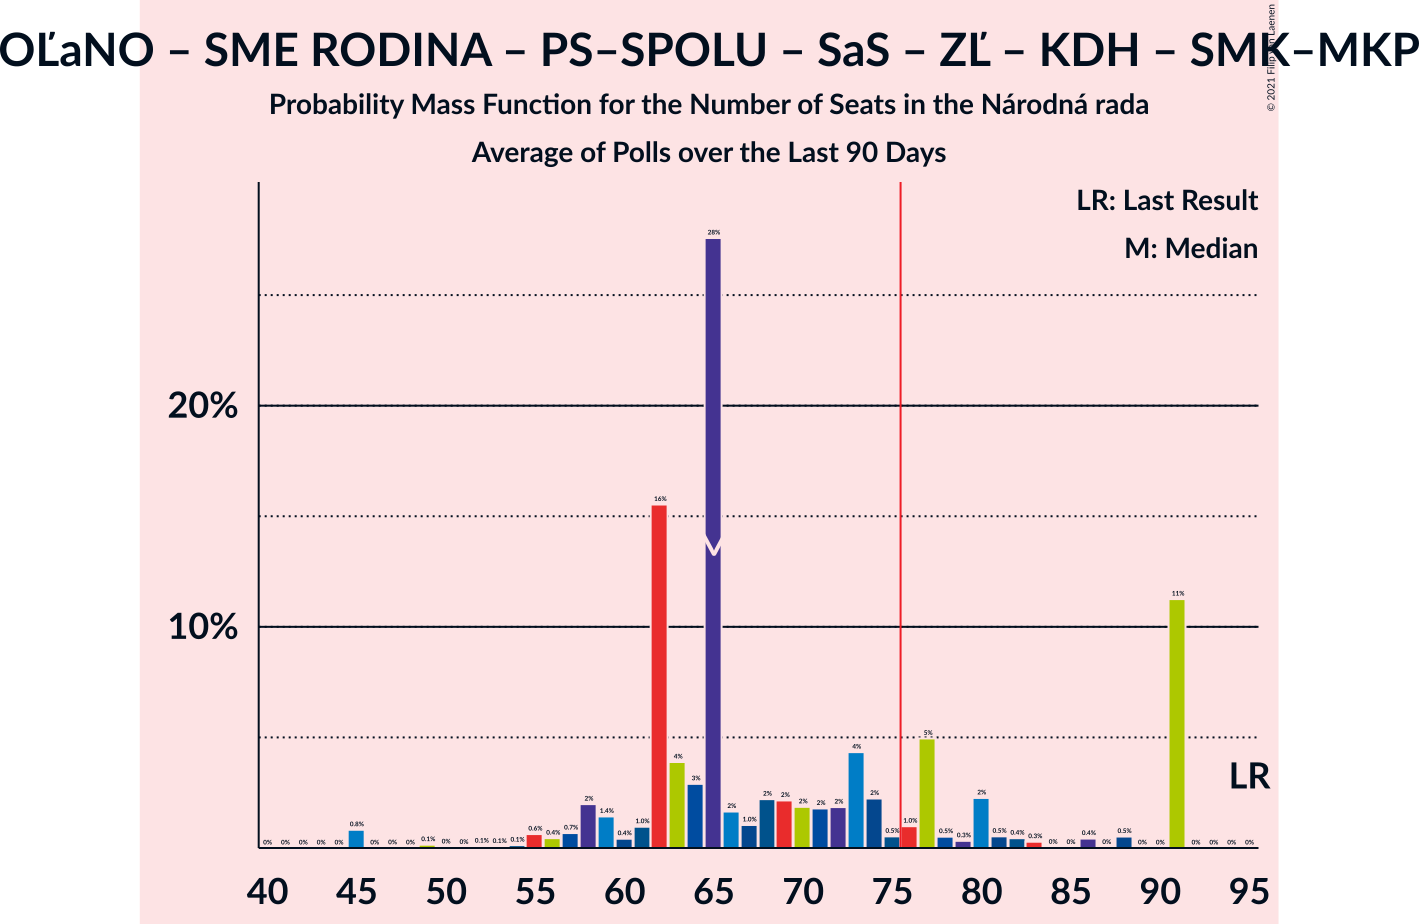 OĽaNO – SME RODINA – PS–SPOLU – SaS – ZĽ – KDH – SMK–MKP
Probability Mass Function for the Number of Seats in the Národná rada
Average of Polls over the Last 90 Days
LR: Last Result
M: Median
20%
10%
LR
0% 0% 0% 0% 0% 0.8% 0% 0% 0% 0.1% 0% 0% 0.1% 0.1% 0.1% 0.6% 0.4% 0.7% 2% 1.4% 0.4% 1.0% 16% 4% 3% 28% 2% 1.0% 2% 2% 2% 2% 2% 4% 2% 0.5% 1.0% 5% 0.5% 0.3% 2% 0.5% 0.4% 0.3% 0% 0% 0.4% 0% 0.5% 0% 0% 11% 0% 0% 0% 0%
40 45 50 55 60 65 70 75 80 85 90 95